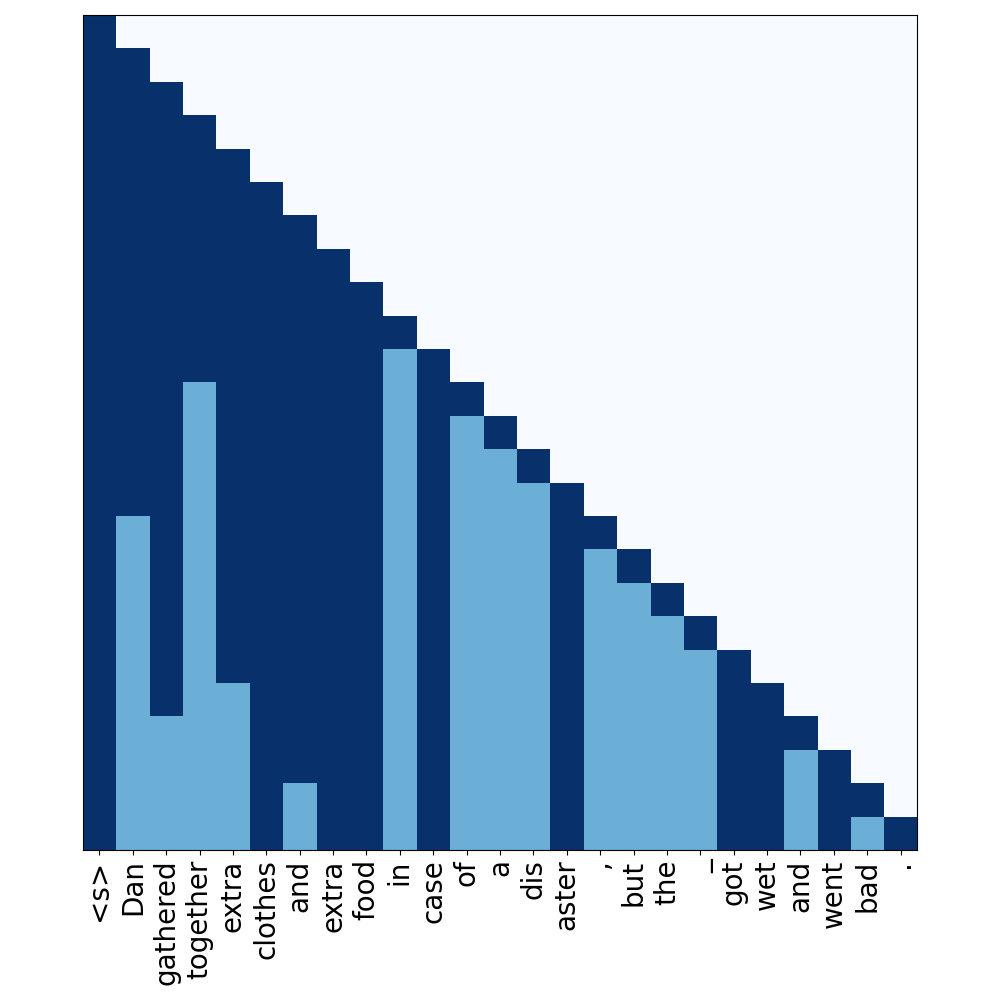 <s> Dan gathered together extra clothes and extra food in case of a dis aster , but the _ got wet and went bad .